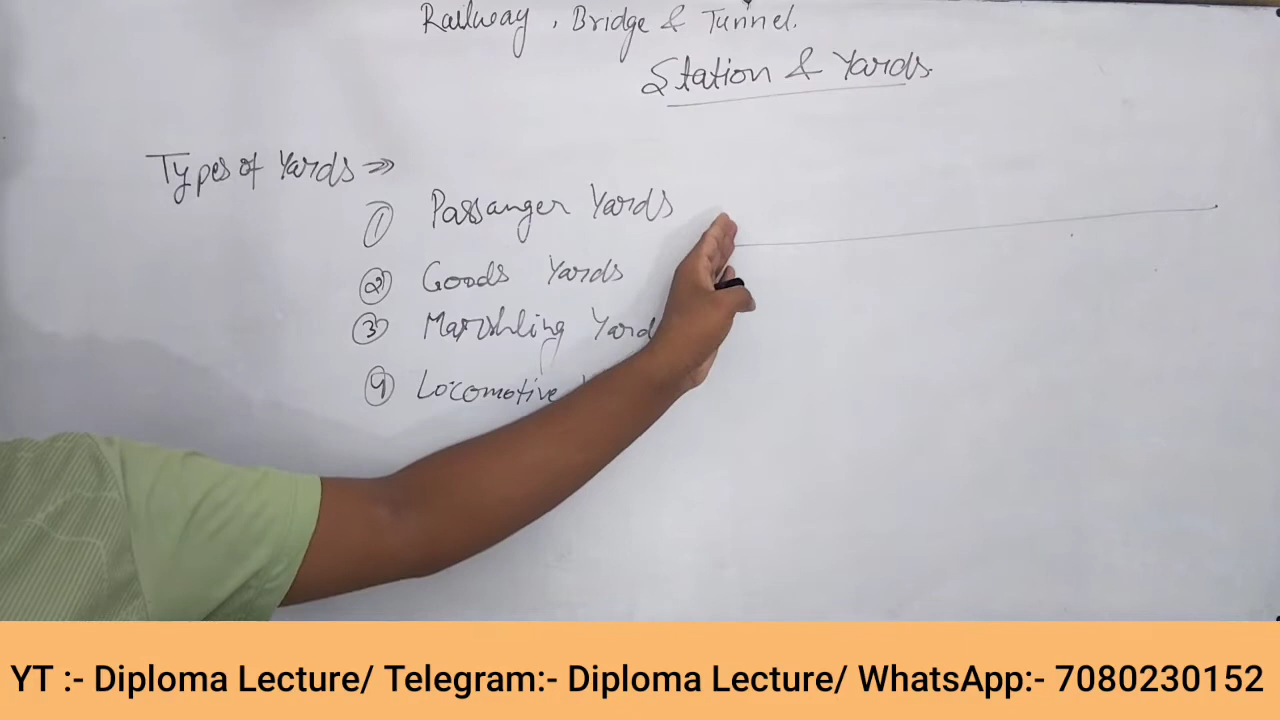 Railway, Bridge & Tunnel.
Station & Yards.
Types of Yards ⇒>
① Passanger Yards
② Goods Yards
③ Marshling Yard
④ Locomotive
YT :- Diploma Lecture/ Telegram:- Diploma Lecture/ WhatsApp:- 7080230152